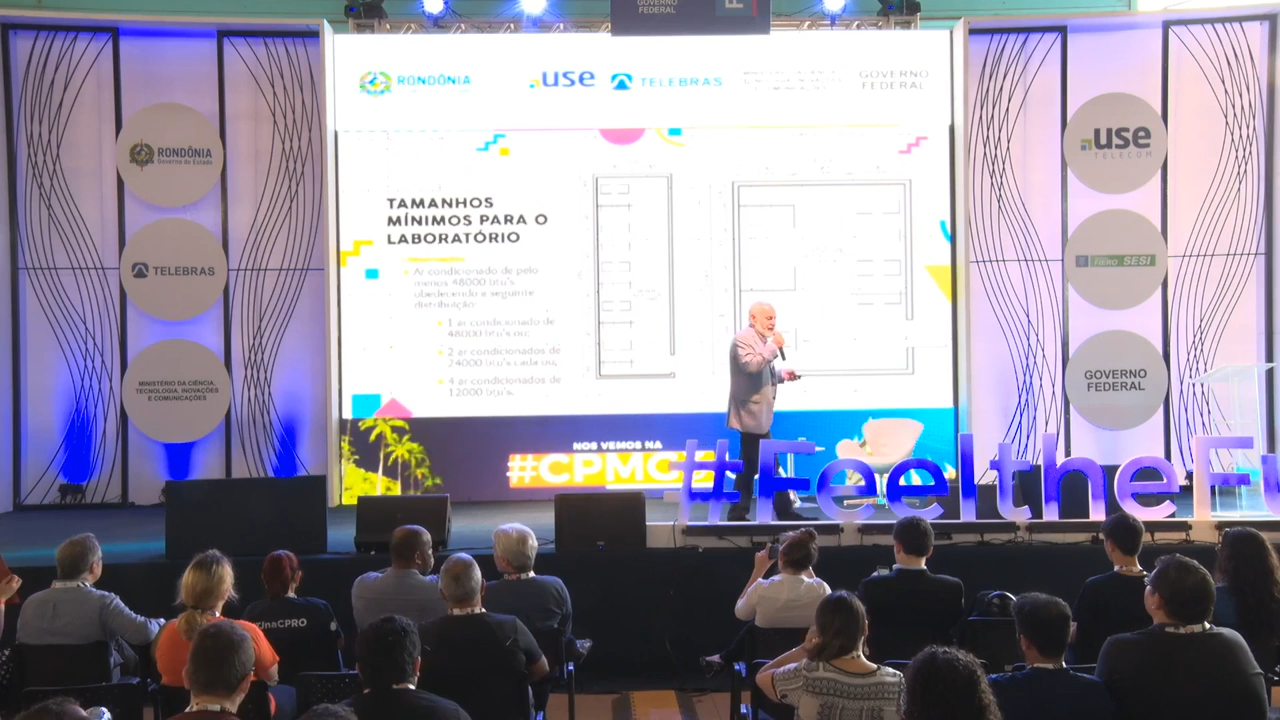 GOVERNO
FEDERAL
RONDÔNIA
use
TELEBRAS
GOVERNO
FEDERAL
RONDÔNIA
Governo do Estado
TELEBRAS
MINISTÉRIO DA CIÊNCIA,
TECNOLOGIA, INOVAÇÕES
E COMUNICAÇÕES
TAMANHOS
MÍNIMOS PARA O
LABORATÓRIO
Ar condicionado de pelo
menos 48000 btu's
obedecendo a seguinte
distribuição:
1 ar condicionado de
48000 btu's ou;
2 ar condicionados de
24000 btu's cada ou;
4 ar condicionados de
12000 btu's.
NOS VEMOS NA
#CPMC
use
TELECOM
FIERO SESI
GOVERNO
FEDERAL
#FeeltheFu
#NaCPRO